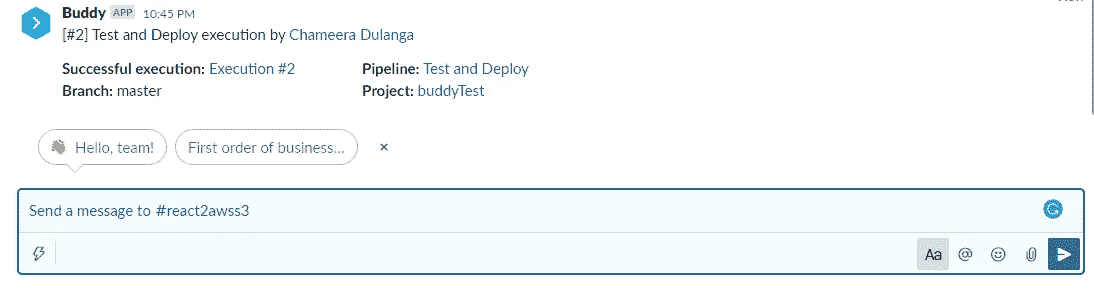 Buddy APP 10:45 PM
[#2] Test and Deploy execution by Chameera Dulanga
Successful execution: Execution #2 Pipeline: Test and Deploy
Branch: master Project: buddyTest
Hello, team! First order of business... ×
Send a message to #react2awss3
Aa @